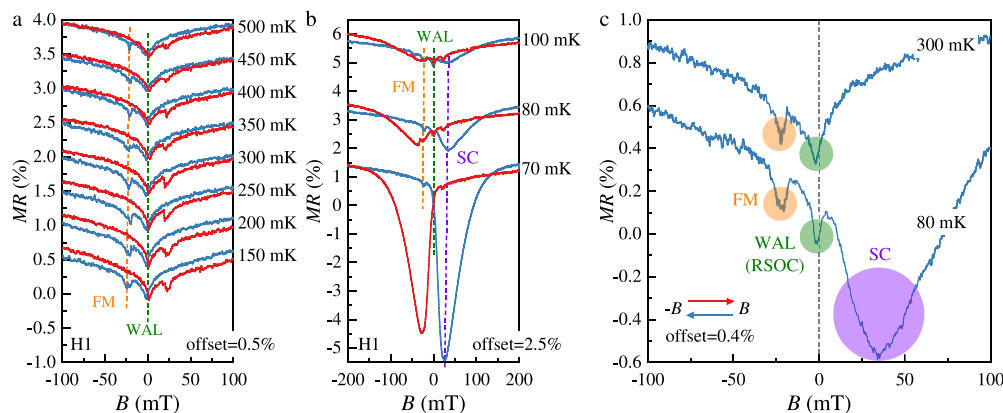 a
4.0
3.5
3.0
2.5
2.0
1.5
1.0
0.5
0.0
-0.5
-1.0
MR (%)
500 mK
450 mK
400 mK
350 mK
300 mK
250 mK
200 mK
150 mK
FM
WAL
H1
offset=0.5%
-100 -50 0 50 100
B (mT)
b
6
5
4
3
2
1
0
-1
-2
-3
-4
-5
MR (%)
WAL
100 mK
FM
80 mK
SC
70 mK
H1
offset=2.5%
-200 -100 0 100 200
B (mT)
c
1.0
0.8
0.6
0.4
0.2
0.0
-0.2
-0.4
-0.6
MR (%)
300 mK
FM
80 mK
WAL
(RSOC)
SC
-B B
offset=0.4%
-100 -50 0 50 100
B (mT)